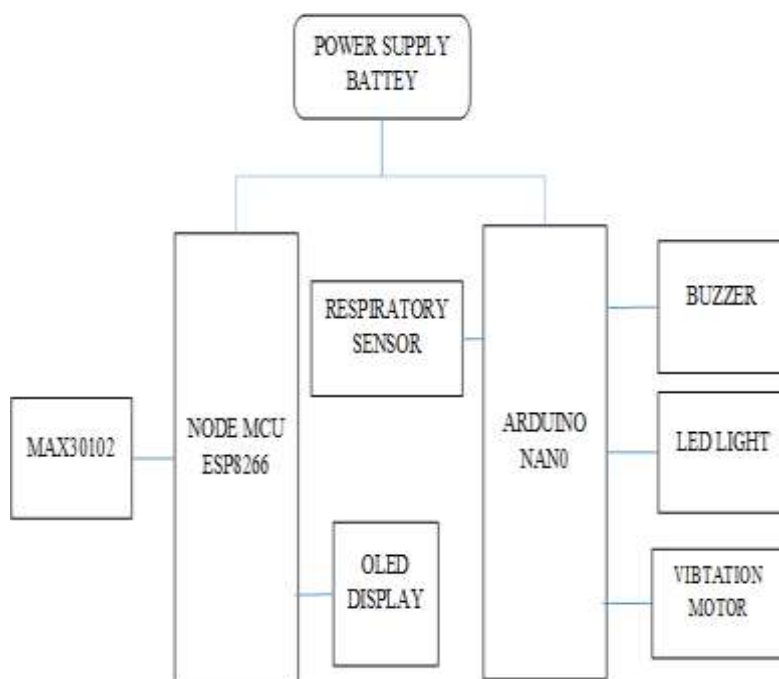 POWER SUPPLY
BATTEY
BUZZER
RESPIRATORY
SENSOR
MAX30102
NODE MCU
ESP8266
ARDUINO
NAN0
LED LIGHT
OLED
DISPLAY
VIBTATION
MOTOR